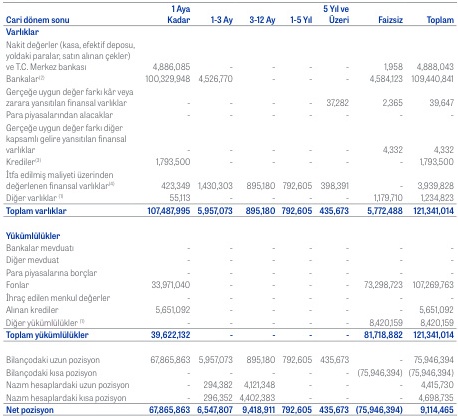 1 Aya 5 Yıl ve
Cari dönem sonu Kadar 1-3 Ay 3-12 Ay 1-5 Yıl Üzeri Faizsiz Toplam
Varlıklar
Nakit değerler (kasa, efektif deposu,
yoldaki paralar, satın alınan çekler)
ve T.C. Merkez bankası 4,886,085 - - - - 1,958 4,888,043
Bankalar(2) 100,329,948 4,526,770 - - - 4,584,123 109,440,841
Gerçeğe uygun değer farkı kâr veya
zarara yansıtılan finansal varlıklar - - - - 37,282 2,365 39,647
Para piyasalarından alacaklar - - - - - - -
Gerçeğe uygun değer farkı diğer
kapsamlı gelire yansıtılan finansal
varlıklar - - - - - 4,332 4,332
Krediler(3) 1,793,500 - - - - - 1,793,500
İtfa edilmiş maliyeti üzerinden
değerlenen finansal varlıklar(4) 423,349 1,430,303 895,180 792,605 398,391 - 3,939,828
Diğer varlıklar (1) 55,113 - - - - 1,179,710 1,234,823
Toplam varlıklar 107,487,995 5,957,073 895,180 792,605 435,673 5,772,488 121,341,014
Yükümlülükler
Bankalar mevduatı - - - - - - -
Diğer mevduat - - - - - - -
Para piyasalarına borçlar - - - - - - -
Fonlar 33,971,040 - - - - 73,298,723 107,269,763
İhraç edilen menkul değerler - - - - - - -
Alınan krediler 5,651,092 - - - - - 5,651,092
Diğer yükümlülükler (1) - - - - - 8,420,159 8,420,159
Toplam yükümlülükler 39,622,132 - - - - 81,718,882 121,341,014
Bilançodaki uzun pozisyon 67,865,863 5,957,073 895,180 792,605 435,673 - 75,946,394
Bilançodaki kısa pozisyon - - - - - (75,946,394) (75,946,394)
Nazım hesaplardaki uzun pozisyon - 294,382 4,121,348 - - - 4,415,730
Nazım hesaplardaki kısa pozisyon - 296,352 4,402,383 - - - 4,698,735
Net pozisyon 67,865,863 6,547,807 9,418,911 792,605 435,673 (75,946,394) 9,114,465